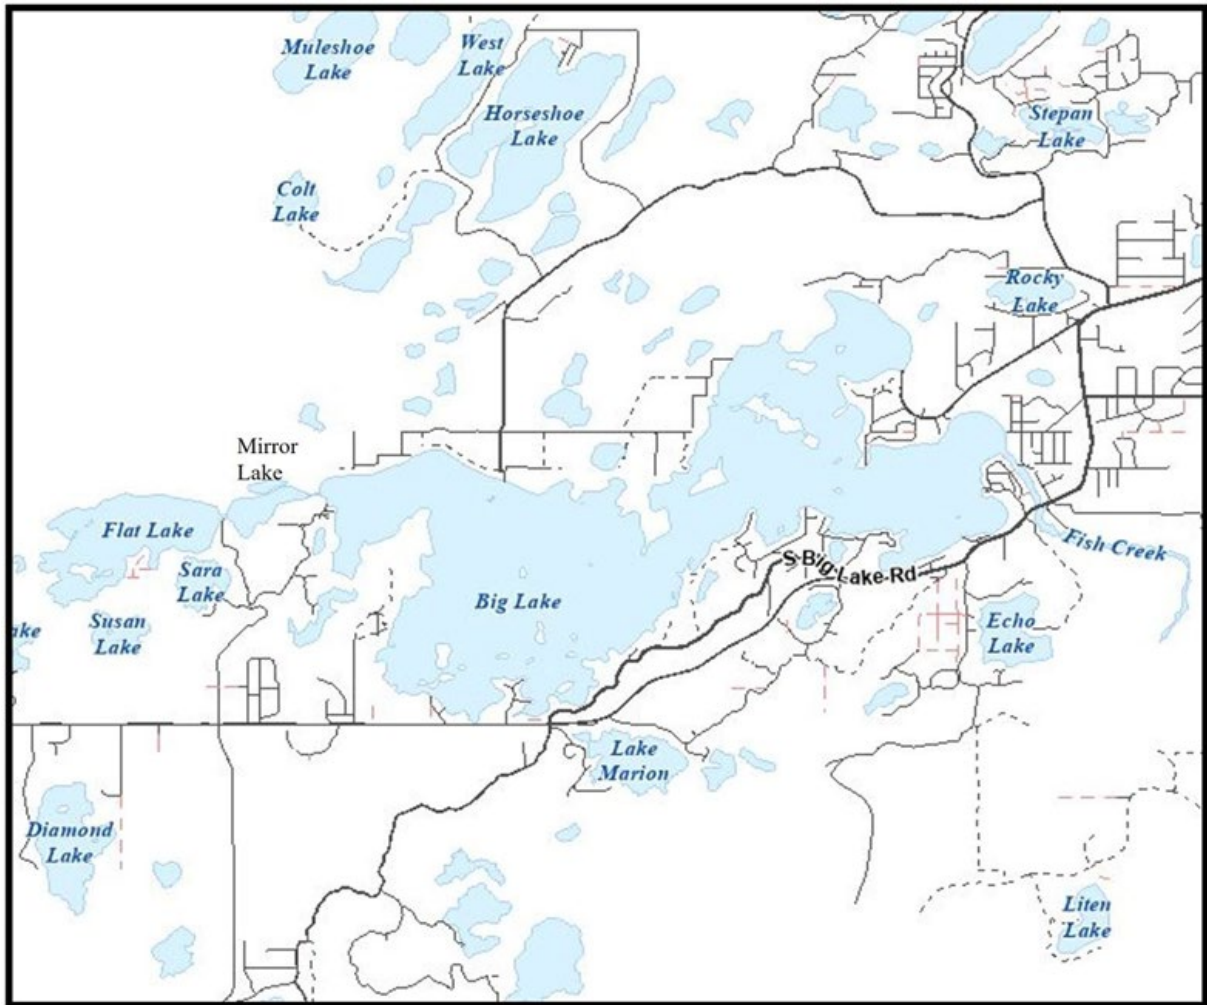 Muleshoe
Lake
West
Lake
Horseshoe
Lake
Stepan
Lake
Colt
Lake
Rocky
Lake
Mirror
Lake
Flat Lake
Sara
Lake
Susan
Lake
ake
Big Lake
S Big Lake Rd
Fish Creek
Echo
Lake
Lake
Marion
Diamond
Lake
Liten
Lake